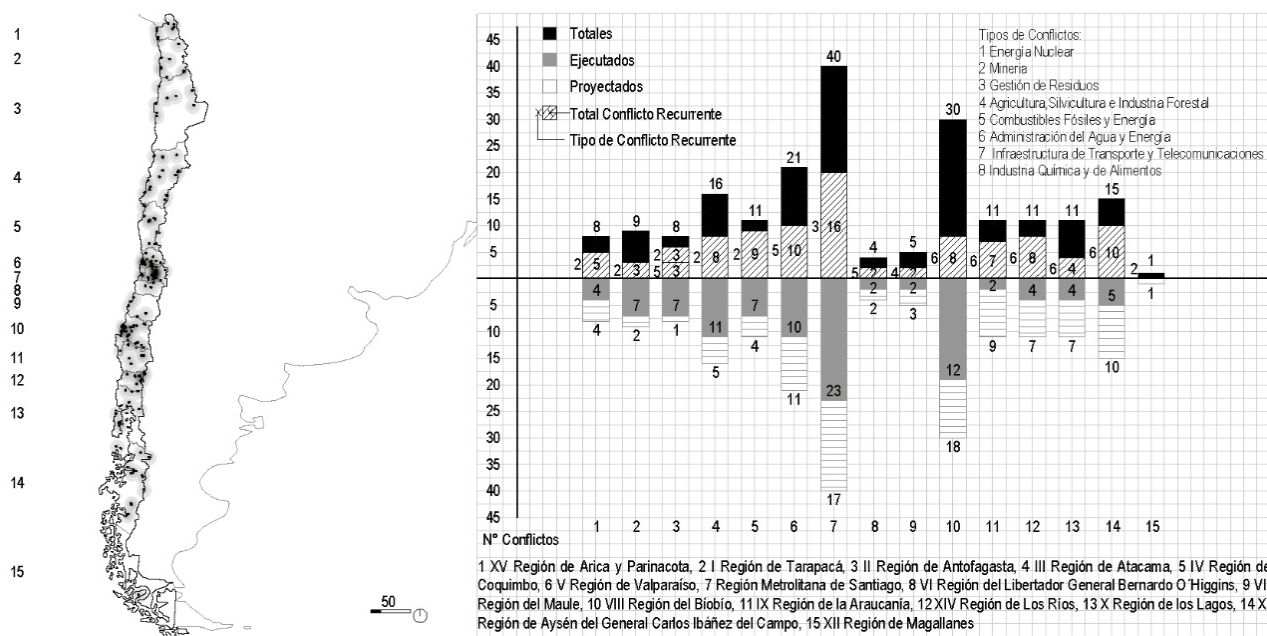 1
2
3
4
5
6
7
8
9
10
11
12
13
14
15
50
45
40
35
30
25
20
15
10
5
5
10
15
20
25
30
35
40
45
Totales
Ejecutados
Proyectados
Total Conflicto Recurrente
Tipo de Conflicto Recurrente
Tipos de Conflictos:
1 Energía Nuclear
2 Minería
3 Gestión de Residuos
4 Agricultura,Silvicultura e Industria Forestal
5 Combustibles Fósiles y Energía
6 Administración del Agua y Energía
7 Infraestructura de Transporte y Telecomunicaciones
8 Industria Química y de Alimentos
8 9 8 16 11 21 40 4 5 30 11 11 11 15 1
2 5 2 3 2 3 5 3 2 8 2 9 5 10 3 16 5 2 4 2 6 8 6 7 6 8 6 4 6 10 2
4 7 7 11 7 10 23 2 2 12 2 4 4 5
4 2 1 5 4 11 17 2 3 18 9 7 7 10 1
1 2 3 4 5 6 7 8 9 10 11 12 13 14 15
N° Conflictos
1 XV Región de Arica y Parinacota, 2 I Región de Tarapacá, 3 II Región de Antofagasta, 4 III Región de Atacama, 5 IV Región de
Coquimbo, 6 V Región de Valparaíso, 7 Región Metrolitana de Santiago, 8 VI Región del Libertador General Bernardo O´Higgins, 9 VI
Región del Maule, 10 VIII Región del Bíobío, 11 IX Región de la Araucanía, 12 XIV Región de Los Ríos, 13 X Región de los Lagos, 14 X
Región de Aysén del General Carlos Ibáñez del Campo, 15 XII Región de Magallanes